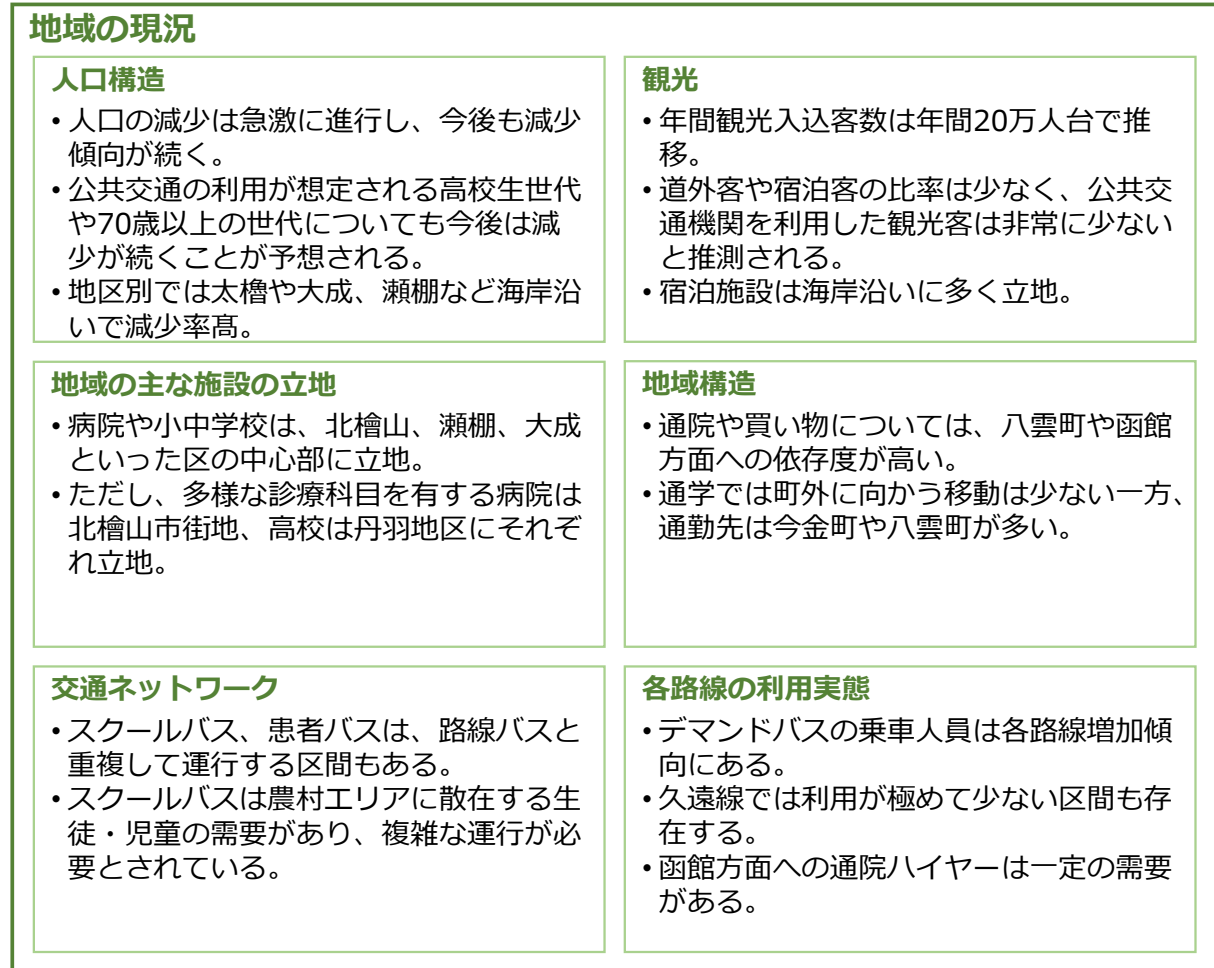 地域の現況
人口構造
• 人口の減少は急激に進行し、今後も減少
傾向が続く。
• 公共交通の利用が想定される高校生世代
や70歳以上の世代についても今後は減
少が続くことが予想される。
• 地区別では太櫓や大成、瀬棚など海岸沿
いで減少率髙。
観光
• 年間観光入込客数は年間20万人台で推
移。
• 道外客や宿泊客の比率は少なく、公共交
通機関を利用した観光客は非常に少ない
と推測される。
• 宿泊施設は海岸沿いに多く立地。
地域の主な施設の立地
• 病院や小中学校は、北檜山、瀬棚、大成
といった区の中心部に立地。
• ただし、多様な診療科目を有する病院は
北檜山市街地、高校は丹羽地区にそれぞ
れ立地。
地域構造
• 通院や買い物については、八雲町や函館
方面への依存度が高い。
• 通学では町外に向かう移動は少ない一方、
通勤先は今金町や八雲町が多い。
交通ネットワーク
• スクールバス、患者バスは、路線バスと
重複して運行する区間もある。
• スクールバスは農村エリアに散在する生
徒・児童の需要があり、複雑な運行が必
要とされている。
各路線の利用実態
• デマンドバスの乗車人員は各路線増加傾
向にある。
• 久遠線では利用が極めて少ない区間も存
在する。
• 函館方面への通院ハイヤーは一定の需要
がある。